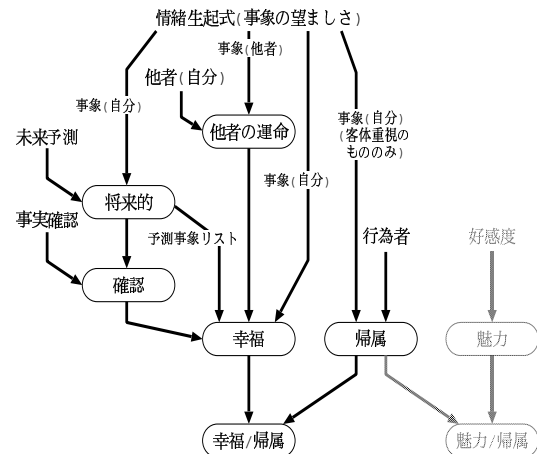 情緒生起式(事象の望ましさ)
事象(他者)
他者(自分)
事象(自分)
事象(自分)
(客体重視の
もののみ)
未来予測
他者の運命
事象(自分)
将来的
事実確認
予測事象リスト
行為者
好感度
確認
幸福
帰属
魅力
幸福/帰属
魅力/帰属